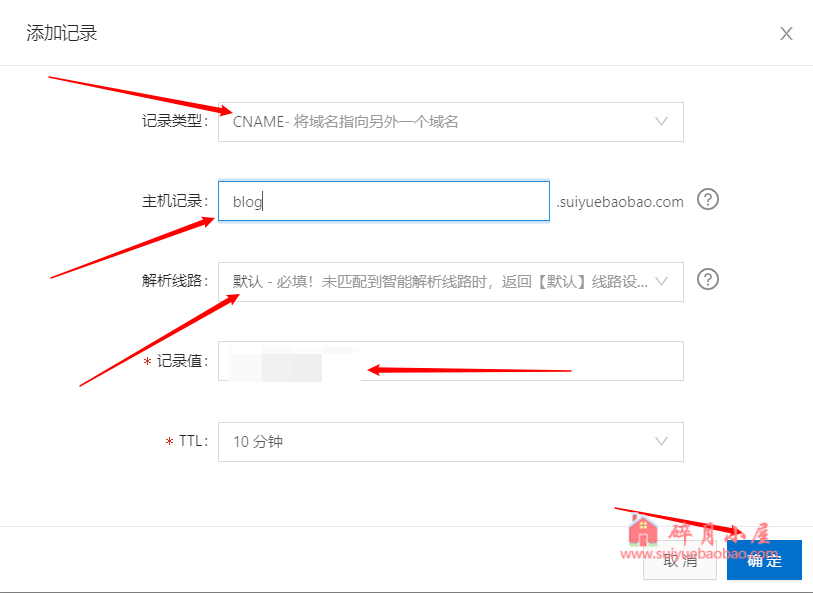 添加记录
记录类型: CNAME- 将域名指向另外一个域名
主机记录: blog .suiyuebaobao.com ?
解析线路: 默认 - 必填！未匹配到智能解析线路时，返回【默认】线路设... ?
* 记录值:
* TTL: 10 分钟
碎月小屋
www.suiyuebaobao.com
取 消 确 定